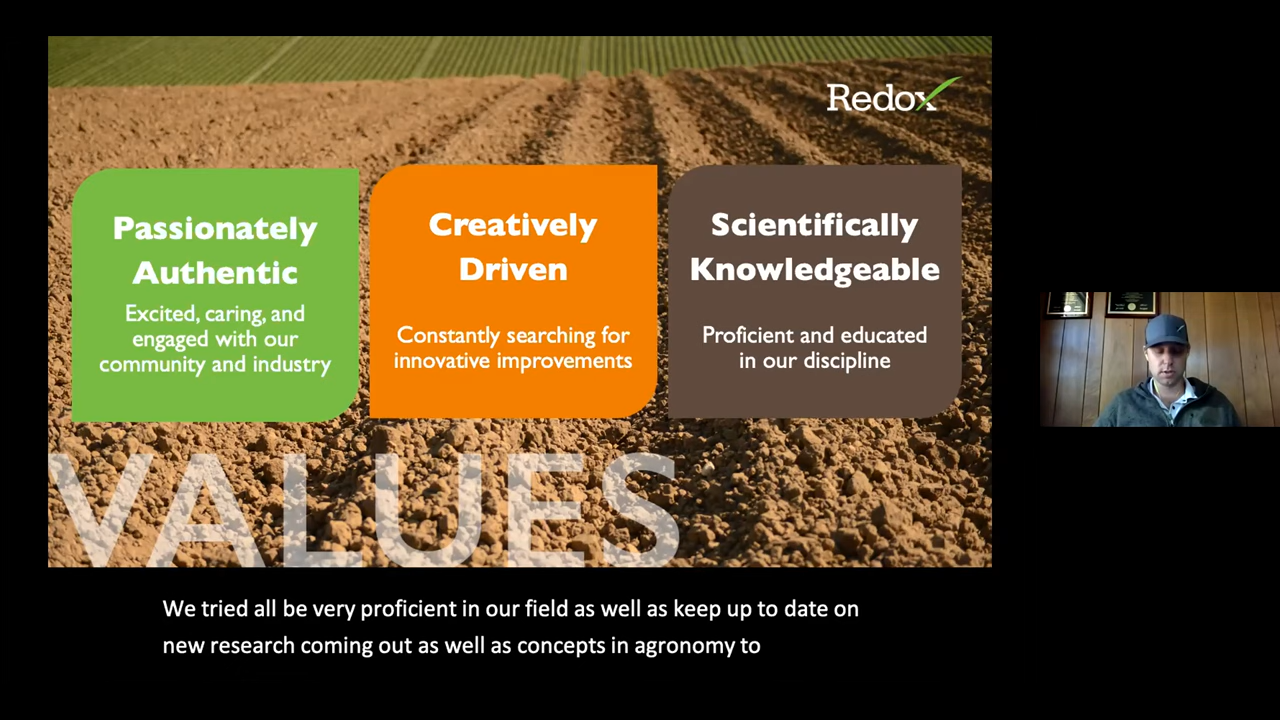 Redox
Passionately
Authentic
Excited, caring, and
engaged with our
community and industry
Creatively
Driven
Constantly searching for
innovative improvements
Scientifically
Knowledgeable
Proficient and educated
in our discipline
VALUES
We tried all be very proficient in our field as well as keep up to date on
new research coming out as well as concepts in agronomy to